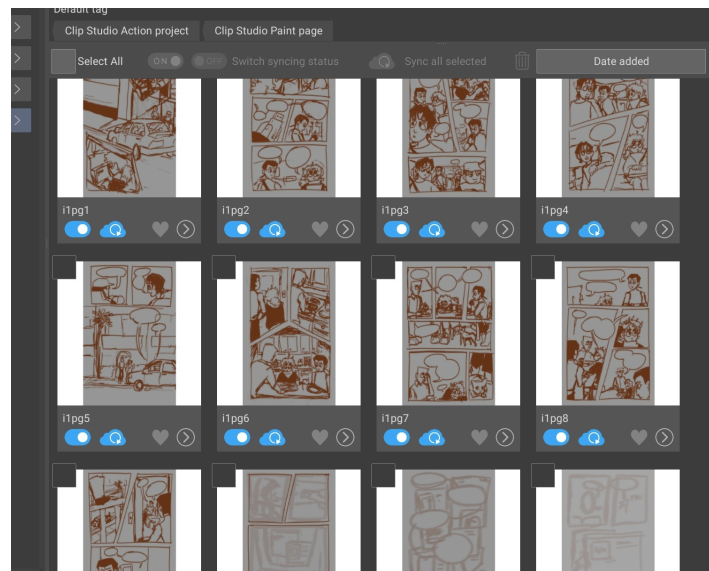 Default tag
Clip Studio Action project Clip Studio Paint page
Select All ON OFF Switch syncing status Sync all selected Date added
i1pg1 i1pg2 i1pg3 i1pg4
i1pg5 i1pg6 i1pg7 i1pg8